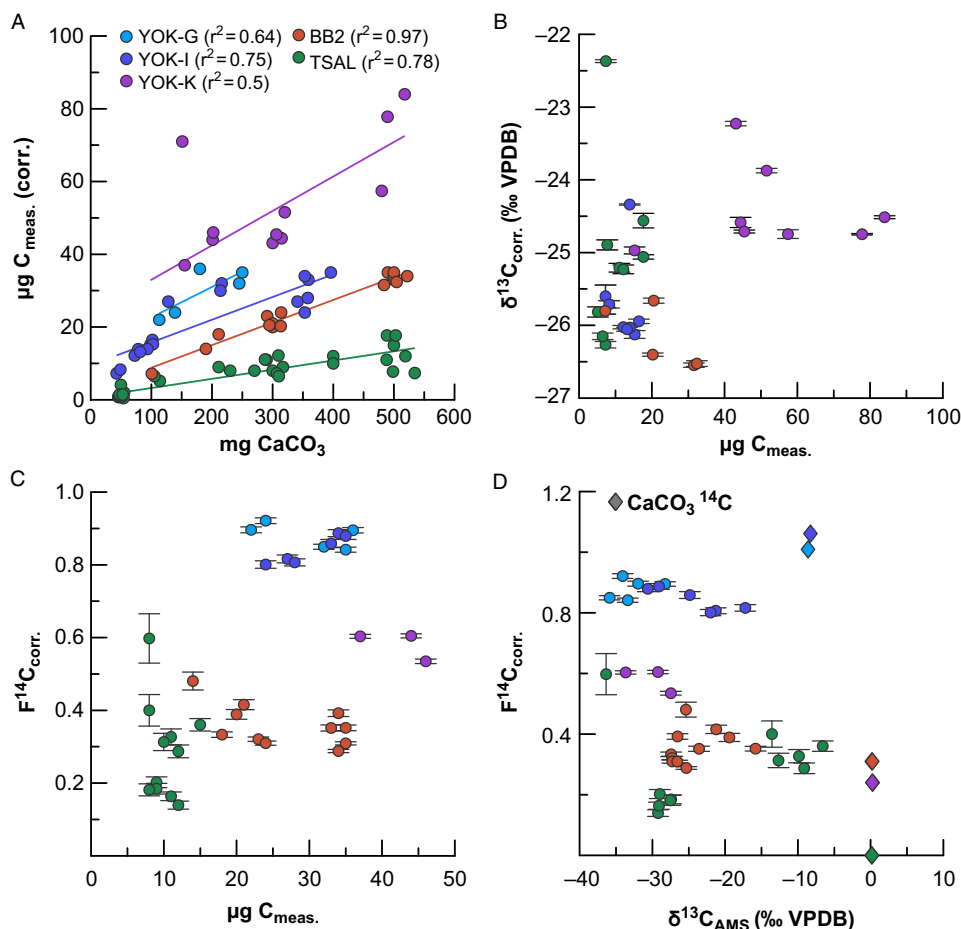 A
YOK-G (r²=0.64)
BB2 (r²=0.97)
YOK-I (r²=0.75)
TSAL (r²=0.78)
YOK-K (r²=0.5)
µg C meas. (corr.)
100
80
60
40
20
0
0 100 200 300 400 500 600
mg CaCO₃
B
δ¹³C corr. (‰ VPDB)
–22
–23
–24
–25
–26
–27
0 20 40 60 80 100
µg C meas.
C
F¹⁴C corr.
1.0
0.8
0.6
0.4
0.2
0 10 20 30 40 50
µg C meas.
D
CaCO₃ ¹⁴C
F¹⁴C corr.
1.2
0.8
0.4
–40 –30 –20 –10 0 10
δ¹³C AMS (‰ VPDB)